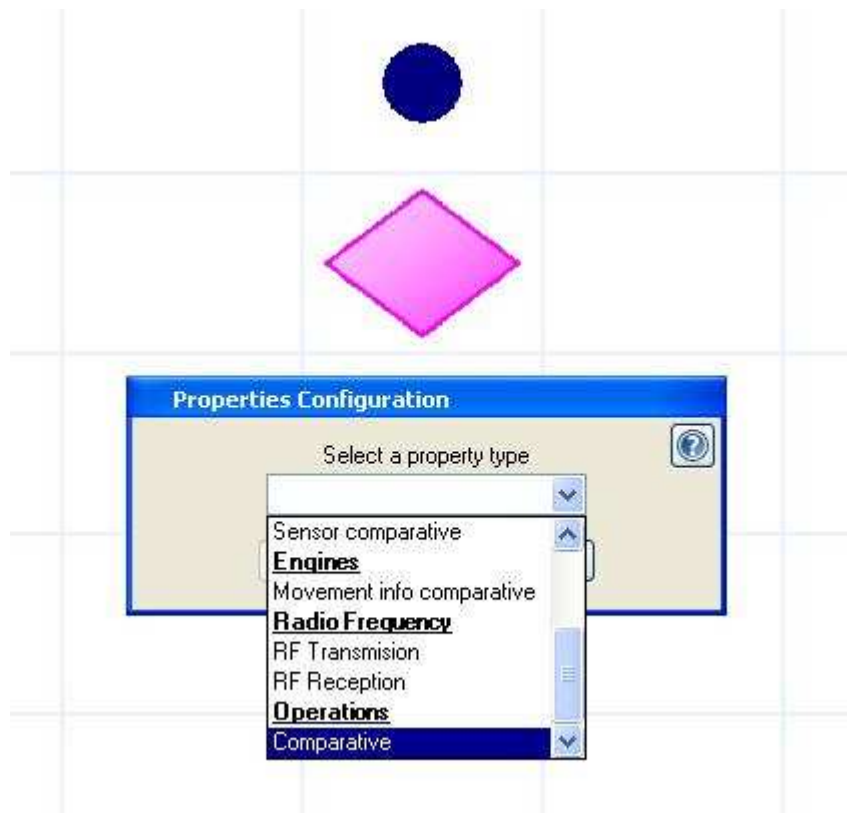 Properties Configuration
Select a property type
Sensor comparative
Engines
Movement info comparative
Radio Frequency
RF Transmision
RF Reception
Operations
Comparative